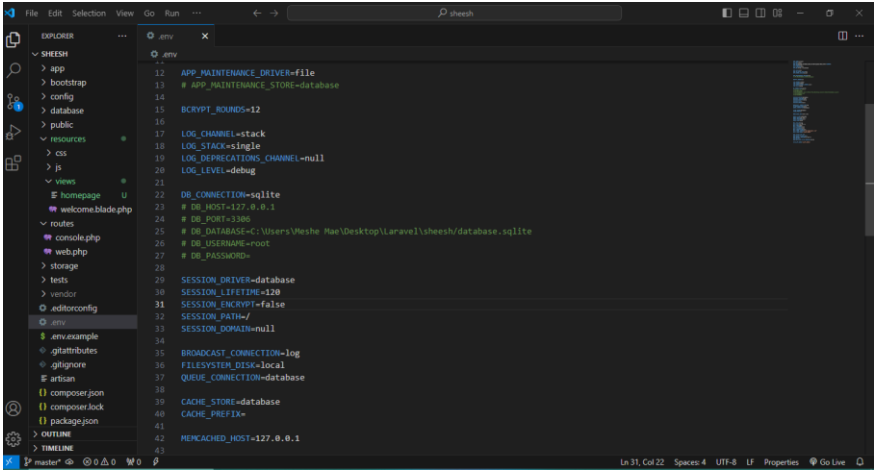 File Edit Selection View Go Run ... sheesh
EXPLORER ...
SHEESH
app
bootstrap
config
database
public
resources
css
js
views
homepage U
welcome.blade.php
routes
console.php
web.php
storage
tests
vendor
.editorconfig
.env
.env.example
.gitattributes
.gitignore
artisan
composer.json
composer.lock
package.json
OUTLINE
TIMELINE
1
.env
.env
12 APP_MAINTENANCE_DRIVER=file
13 # APP_MAINTENANCE_STORE=database
14
15 BCRYPT_ROUNDS=12
16
17 LOG_CHANNEL=stack
18 LOG_STACK=single
19 LOG_DEPRECATIONS_CHANNEL=null
20 LOG_LEVEL=debug
21
22 DB_CONNECTION=sqlite
23 # DB_HOST=127.0.0.1
24 # DB_PORT=3306
25 # DB_DATABASE=C:\Users\Meshe Mae\Desktop\Laravel\sheesh/database.sqlite
26 # DB_USERNAME=root
27 # DB_PASSWORD=
28
29 SESSION_DRIVER=database
30 SESSION_LIFETIME=120
31 SESSION_ENCRYPT=false
32 SESSION_PATH=/
33 SESSION_DOMAIN=null
34
35 BROADCAST_CONNECTION=log
36 FILESYSTEM_DISK=local
37 QUEUE_CONNECTION=database
38
39 CACHE_STORE=database
40 CACHE_PREFIX=
41
42 MEMCACHED_HOST=127.0.0.1
43
master* 0 0 0 Ln 31, Col 22 Spaces: 4 UTF-8 LF Properties Go Live